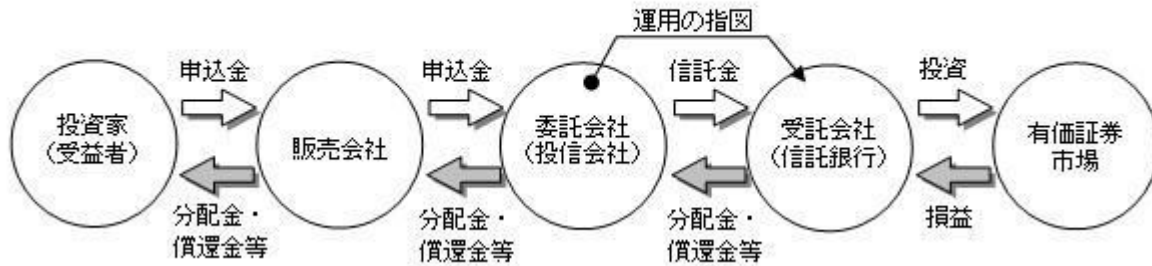 運用の指図
申込金
申込金
信託金
投資
投資家
(受益者)
販売会社
委託会社
(投信会社)
受託会社
(信託銀行)
有価証券
市場
分配金・
償還金等
分配金・
償還金等
分配金・
償還金等
損益